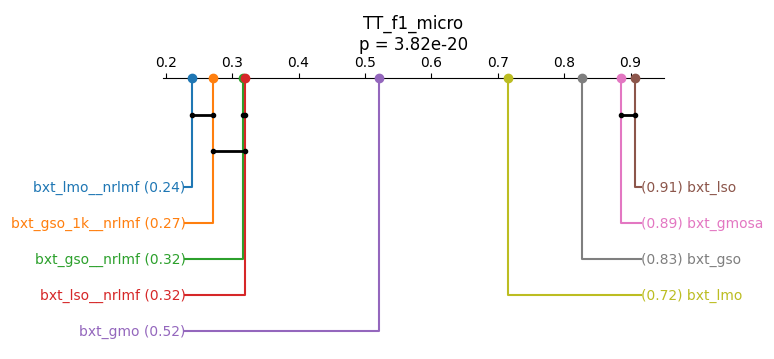 TT_f1_micro
p = 3.82e-20
0.2 0.3 0.4 0.5 0.6 0.7 0.8 0.9
bxt_lmo__nrlmf (0.24)
(0.91) bxt_lso
bxt_gso_1k__nrlmf (0.27)
(0.89) bxt_gmosa
bxt_gso__nrlmf (0.32)
(0.83) bxt_gso
bxt_lso__nrlmf (0.32)
(0.72) bxt_lmo
bxt_gmo (0.52)